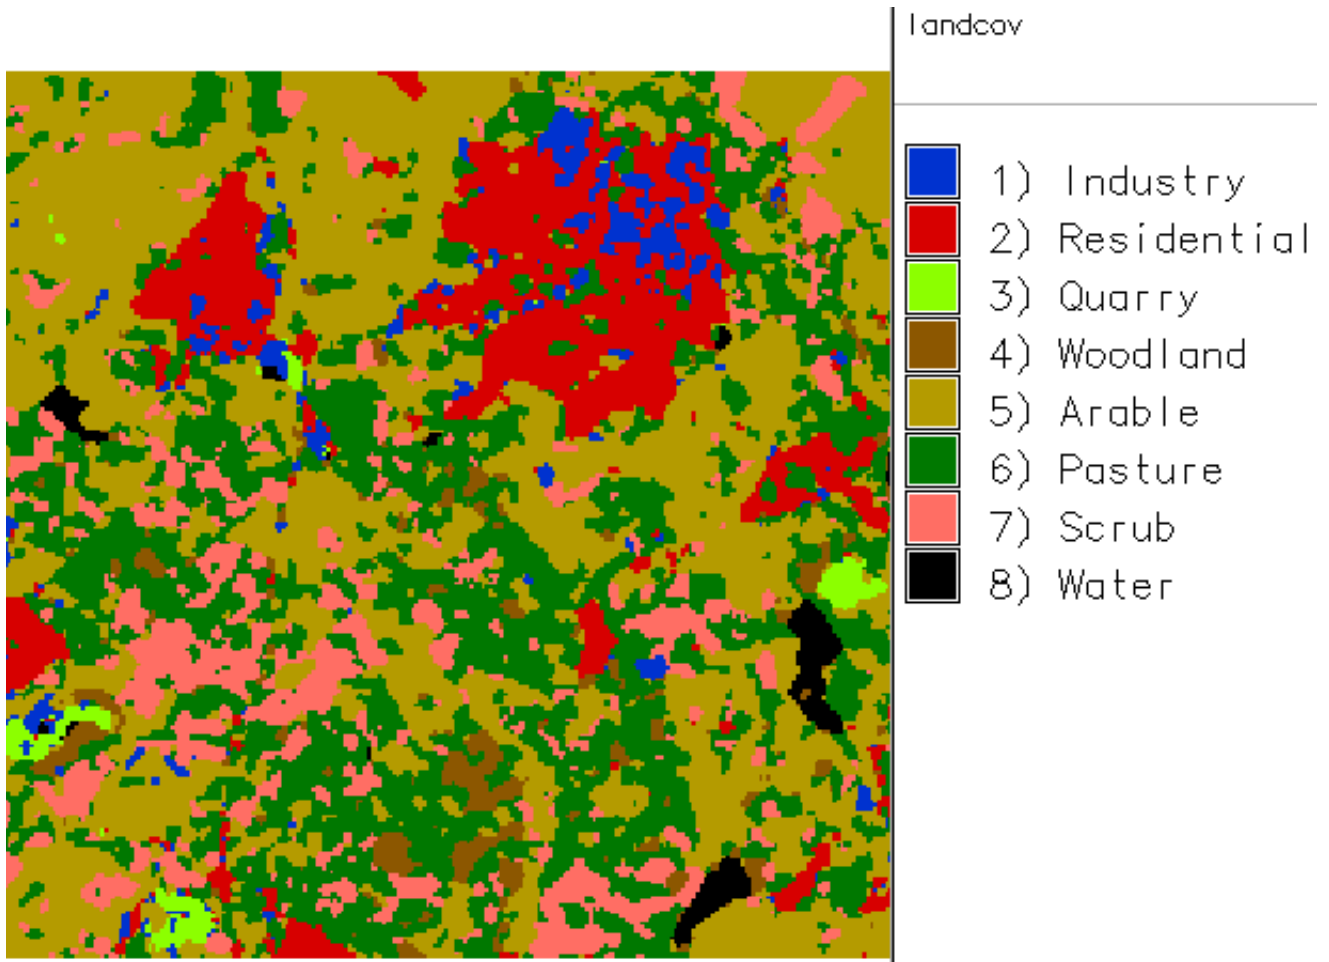 landcov
1) Industry
2) Residential
3) Quarry
4) Woodland
5) Arable
6) Pasture
7) Scrub
8) Water